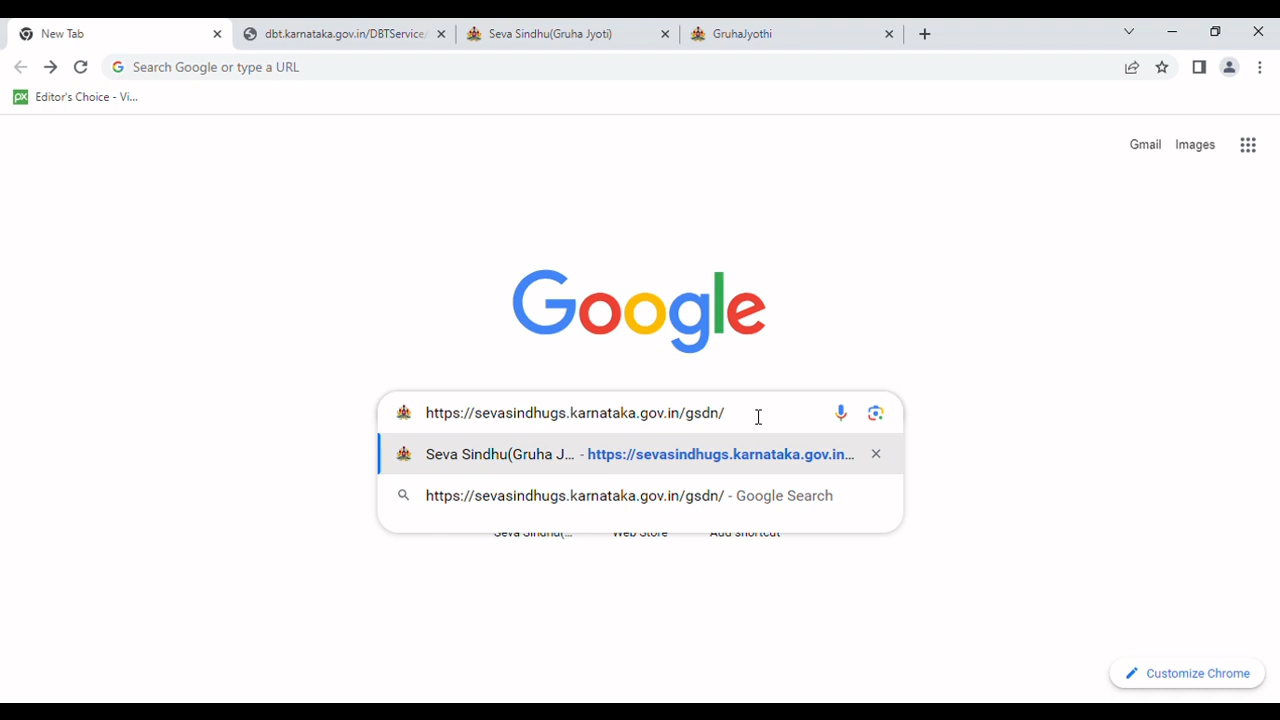 New Tab
dbt.karnataka.gov.in/DBTService/
Seva Sindhu(Gruha Jyoti)
GruhaJyothi
Search Google or type a URL
Editor's Choice - Vi...
Gmail
Images
Google
https://sevasindhugs.karnataka.gov.in/gsdn/
Seva Sindhu(Gruha J... - https://sevasindhugs.karnataka.gov.in...
https://sevasindhugs.karnataka.gov.in/gsdn/ - Google Search
Seva Sindhu(...
Web Store
Add shortcut
Customize Chrome